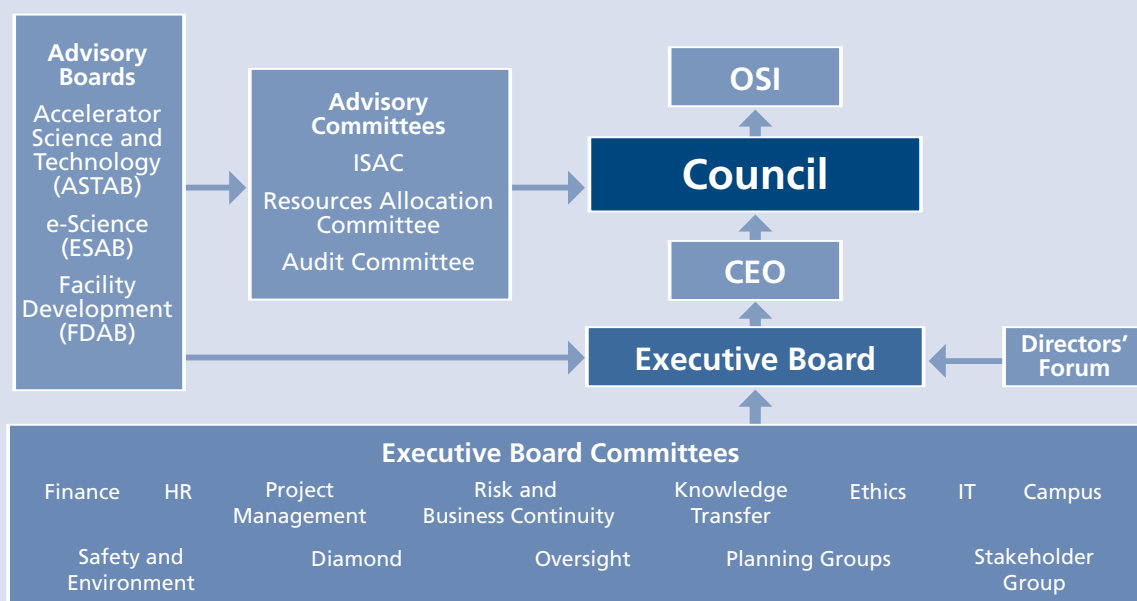 Advisory
Boards
Accelerator
Science and
Technology
(ASTAB)
e-Science
(ESAB)
Facility
Development
(FDAB)
Advisory
Committees
ISAC
Resources Allocation
Committee
Audit Committee
OSI
Council
CEO
Executive Board
Directors'
Forum
Executive Board Committees
Finance
HR
Project
Management
Risk and
Business Continuity
Knowledge
Transfer
Ethics
IT
Campus
Safety and
Environment
Diamond
Oversight
Planning Groups
Stakeholder
Group